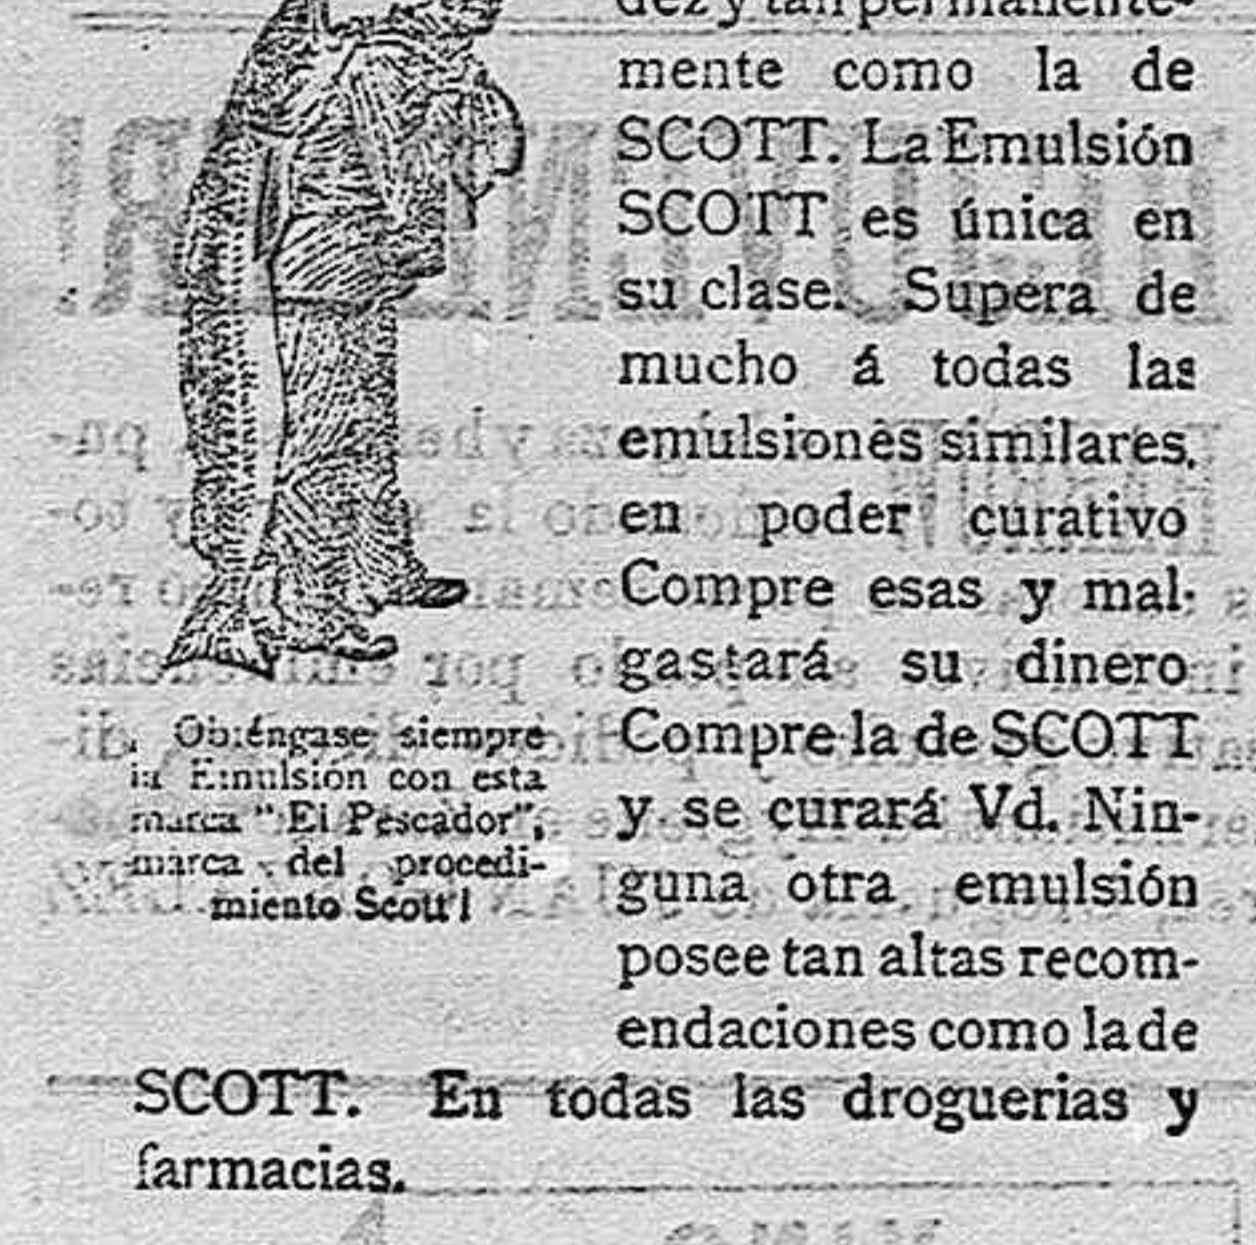 dez y tan permanente-
mente como la de
SCOTT. La Emulsión
SCOTT es única en
su clase. Supera de
mucho á todas las
emulsiones similares.
en poder curativo
Compre esas y mal-
gastará su dinero
Compre la de SCOTT
y se curará Vd. Nin-
guna otra emulsión
posee tan altas recom-
endaciones como la de
SCOTT. En todas las droguerias y
farmacias.
Obténgase siempre
la Emulsión con esta
marca "El Pescador",
marca del procedi-
miento Scott!